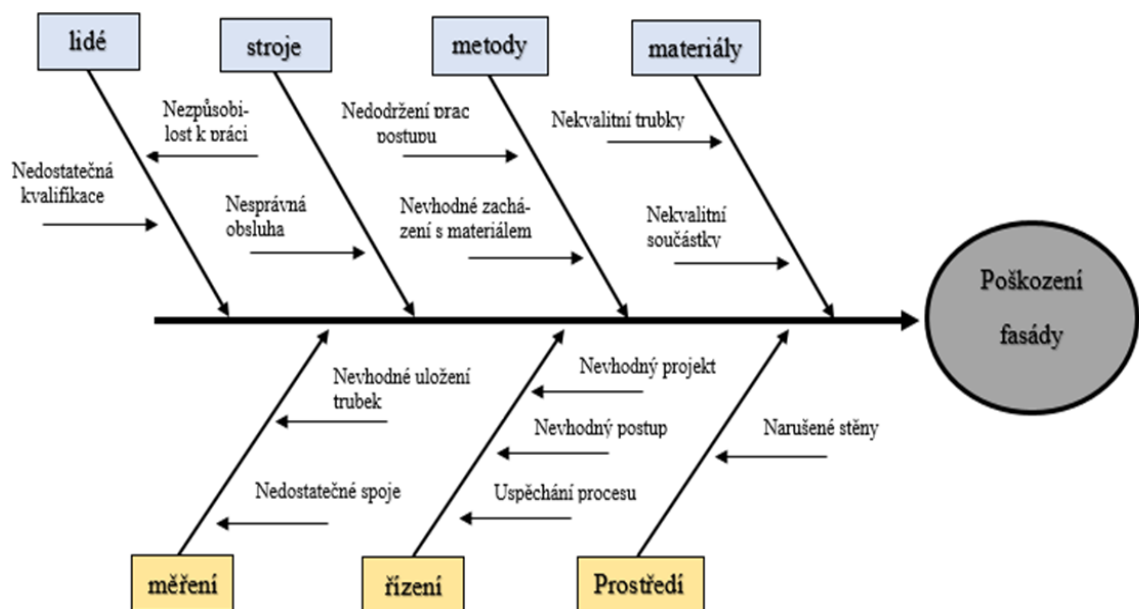 lidé
stroje
metody
materiály
Nezpůsobi-
lost k práci
Nedostatečná
kvalifikace
Nesprávná
obsluha
Nedodržení prac
postupu
Nevhodné zachá-
zení s materiálem
Nekvalitní trubky
Nekvalitní
součástky
Poškození
fasády
Nevhodné uložení
trubek
Nedostatečné spoje
Nevhodný projekt
Nevhodný postup
Uspěchání procesu
Narušené stěny
měření
řízení
Prostředí